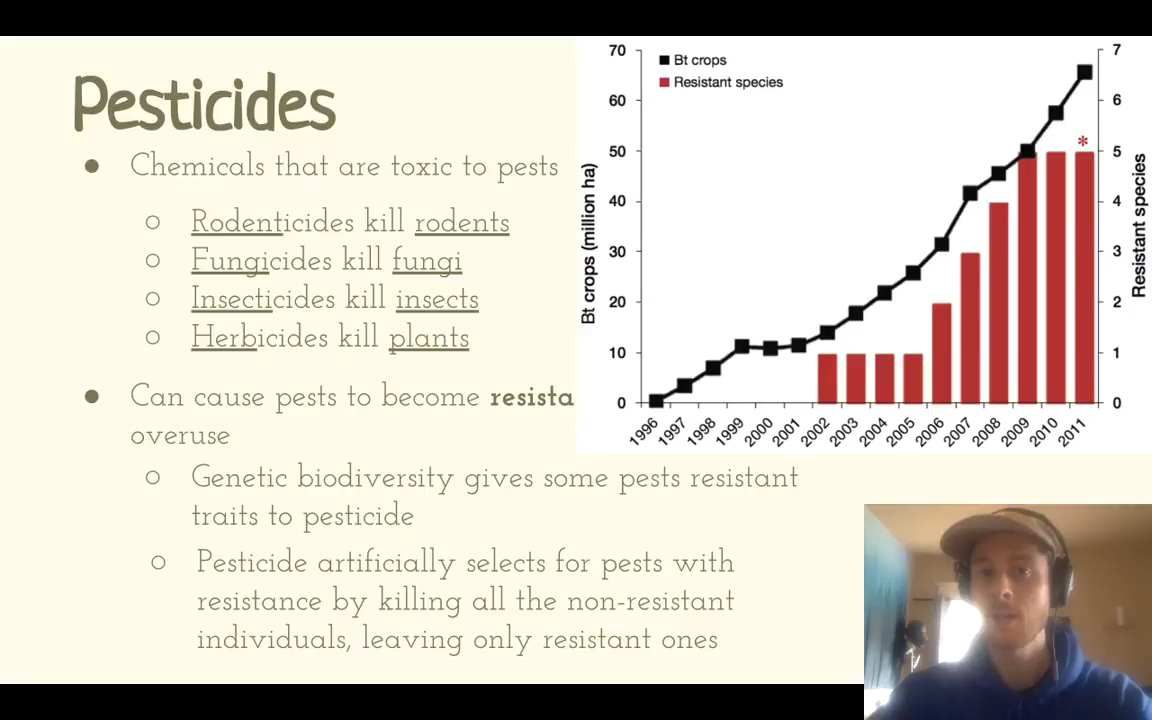 Pesticides
● Chemicals that are toxic to pests
○ Rodenticides kill rodents
○ Fungicides kill fungi
○ Insecticides kill insects
○ Herbicides kill plants
● Can cause pests to become resista
overuse
○ Genetic biodiversity gives some pests resistant
traits to pesticide
○ Pesticide artificially selects for pests with
resistance by killing all the non-resistant
individuals, leaving only resistant ones
Bt crops
Resistant species
Bt crops (million ha)
70
60
50
40
30
20
10
0
7
6
5
4
3
2
1
0
Resistant species
*
1996 1997 1998 1999 2000 2001 2002 2003 2004 2005 2006 2007 2008 2009 2010 2011